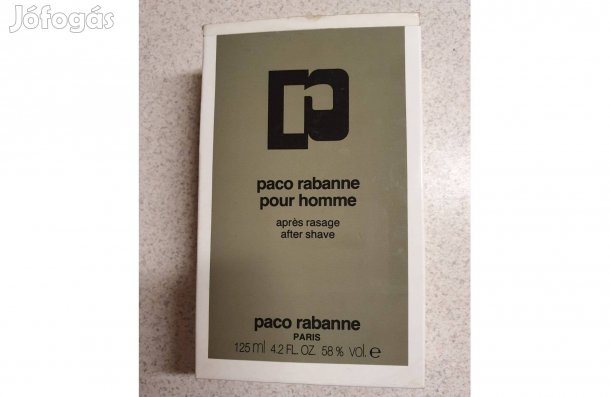 Jófogás
pr
paco rabanne
pour homme
après rasage
after shave
paco rabanne
PARIS
125 ml 4.2 FL. OZ. 58 % vol. e